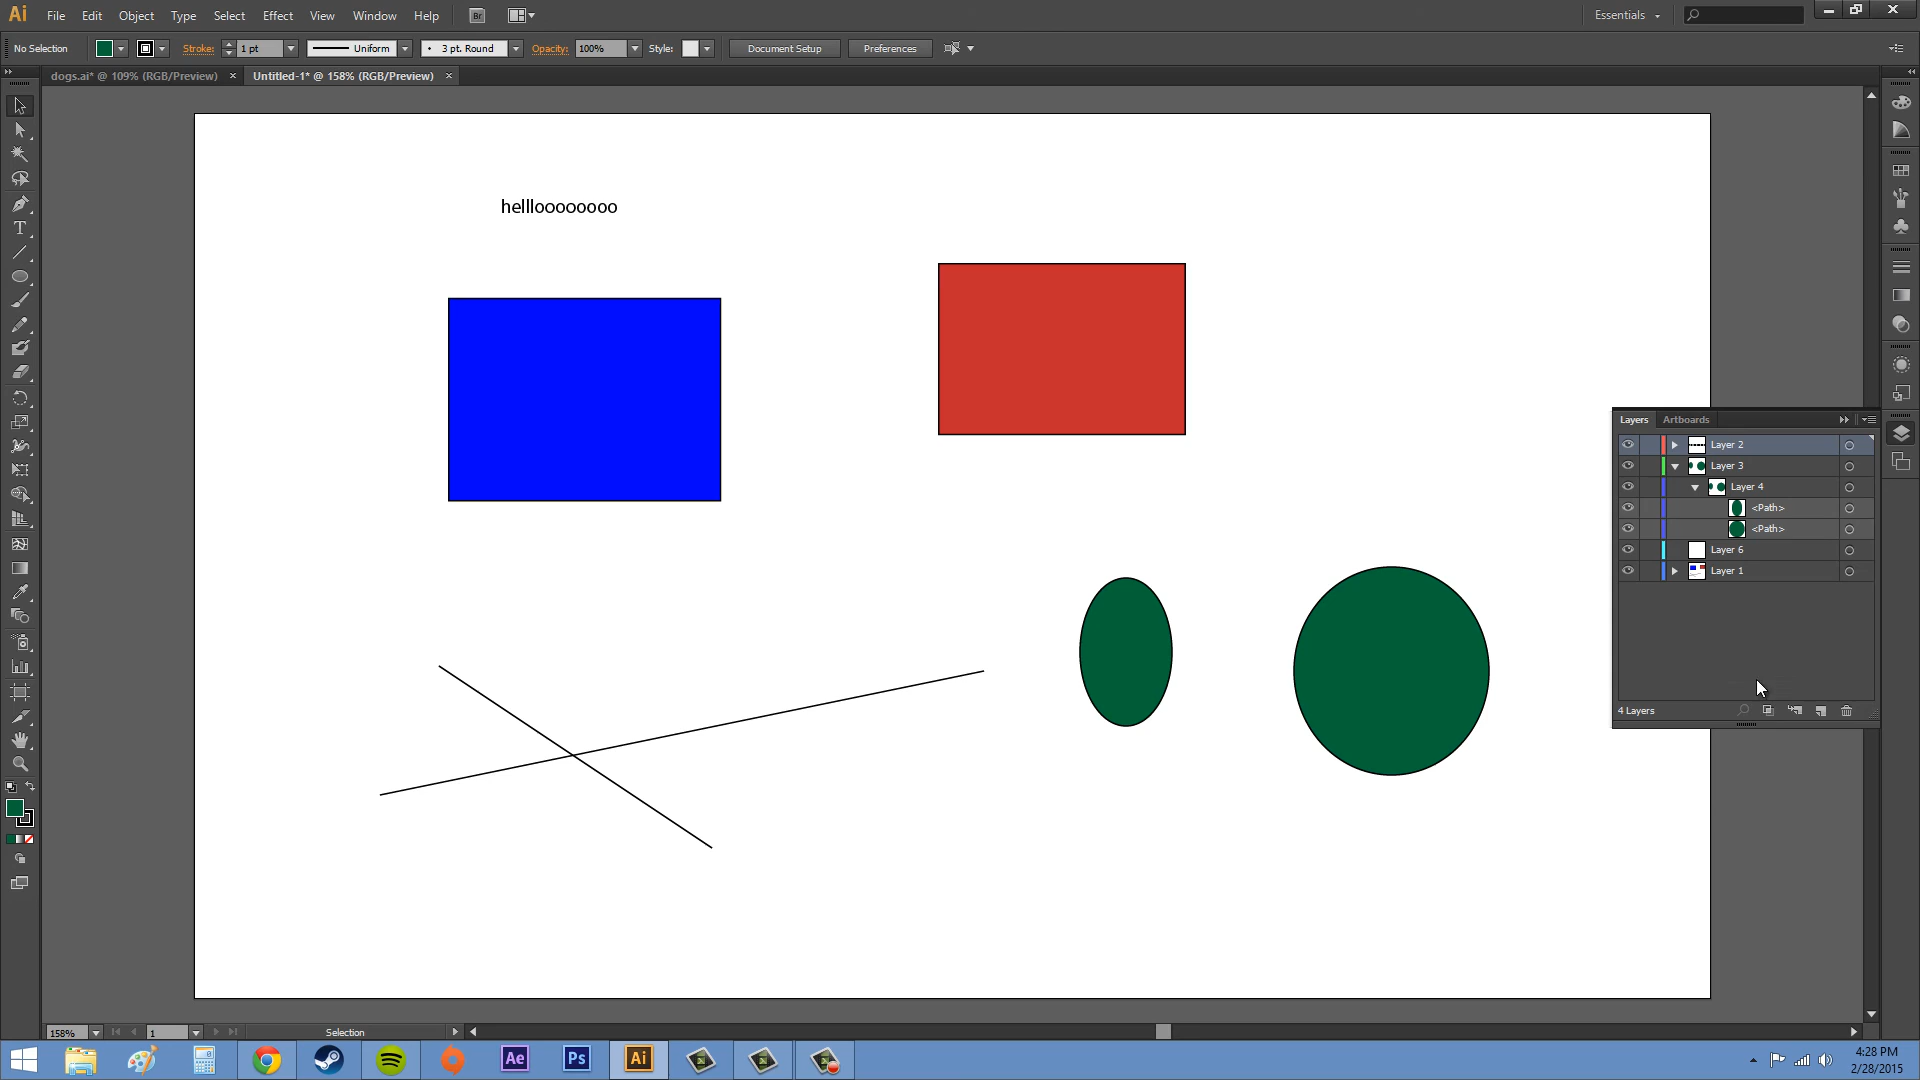 Ai File Edit Object Type Select Effect View Window Help Br Essentials
No Selection Stroke: 1 pt Uniform 3 pt. Round Opacity: 100% Style: Document Setup Preferences
dogs.ai* @ 109% (RGB/Preview) × Untitled-1* @ 158% (RGB/Preview) ×
hellloooooooo
Layers Artboards
Layer 2
Layer 3
Layer 4
<Path>
<Path>
Layer 6
Layer 1
4 Layers
158% 1 Selection
Ae Ps Ai
4:28 PM
2/28/2015